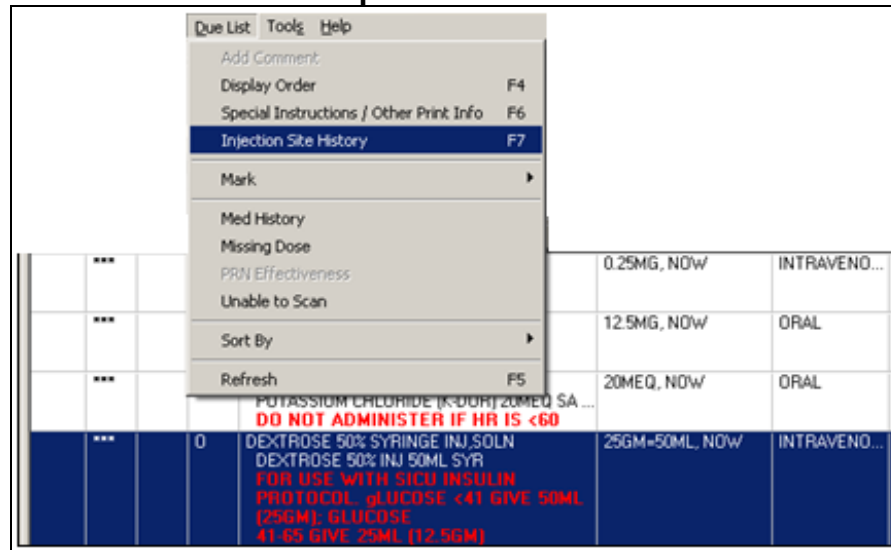 Due List Tools Help
Add Comment
Display Order F4
Special Instructions / Other Print Info F6
Injection Site History F7
Mark
Med History
Missing Dose
PRN Effectiveness
Unable to Scan
Sort By
Refresh F5
*** 0.25MG, NOW INTRAVENO...
*** 12.5MG, NOW ORAL
*** 20MEQ, NOW ORAL
POTASSIUM CHLORIDE (K-DUR) 20MEQ SA ...
DO NOT ADMINISTER IF HR IS <60
*** 0 DEXTROSE 50% SYRINGE INJ,SOLN 25GM=50ML, NOW INTRAVENO...
DEXTROSE 50% INJ 50ML SYR
FOR USE WITH SICU INSULIN
PROTOCOL. gLUCOSE <41 GIVE 50ML
(25GM); GLUCOSE
41-65 GIVE 25ML (12.5GM)